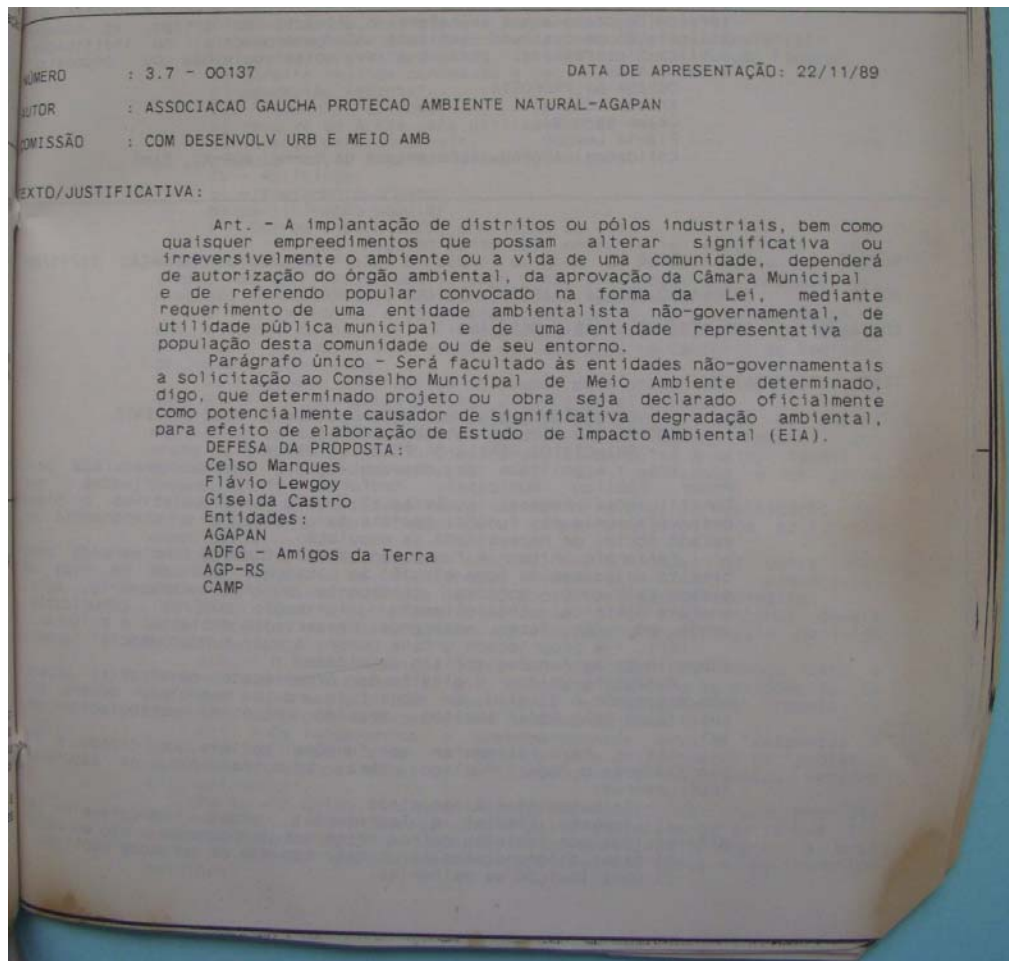 NÚMERO : 3.7 - 00137 DATA DE APRESENTAÇÃO: 22/11/89
AUTOR : ASSOCIACAO GAUCHA PROTECAO AMBIENTE NATURAL-AGAPAN
COMISSÃO : COM DESENVOLV URB E MEIO AMB
TEXTO/JUSTIFICATIVA:
Art. - A implantação de distritos ou pólos industriais, bem como
quaisquer empreedimentos que possam alterar significativa ou
irreversivelmente o ambiente ou a vida de uma comunidade, dependerá
de autorização do órgão ambiental, da aprovação da Câmara Municipal
e de referendo popular convocado na forma da Lei, mediante
requerimento de uma entidade ambientalista não-governamental, de
utilidade pública municipal e de uma entidade representativa da
população desta comunidade ou de seu entorno.
Parágrafo único - Será facultado às entidades não-governamentais
a solicitação ao Conselho Municipal de Meio Ambiente determinado,
digo, que determinado projeto ou obra seja declarado oficialmente
como potencialmente causador de significativa degradação ambiental,
para efeito de elaboração de Estudo de Impacto Ambiental (EIA).
DEFESA DA PROPOSTA:
Celso Marques
Flávio Lewgoy
Giselda Castro
Entidades:
AGAPAN
ADFG - Amigos da Terra
AGP-RS
CAMP